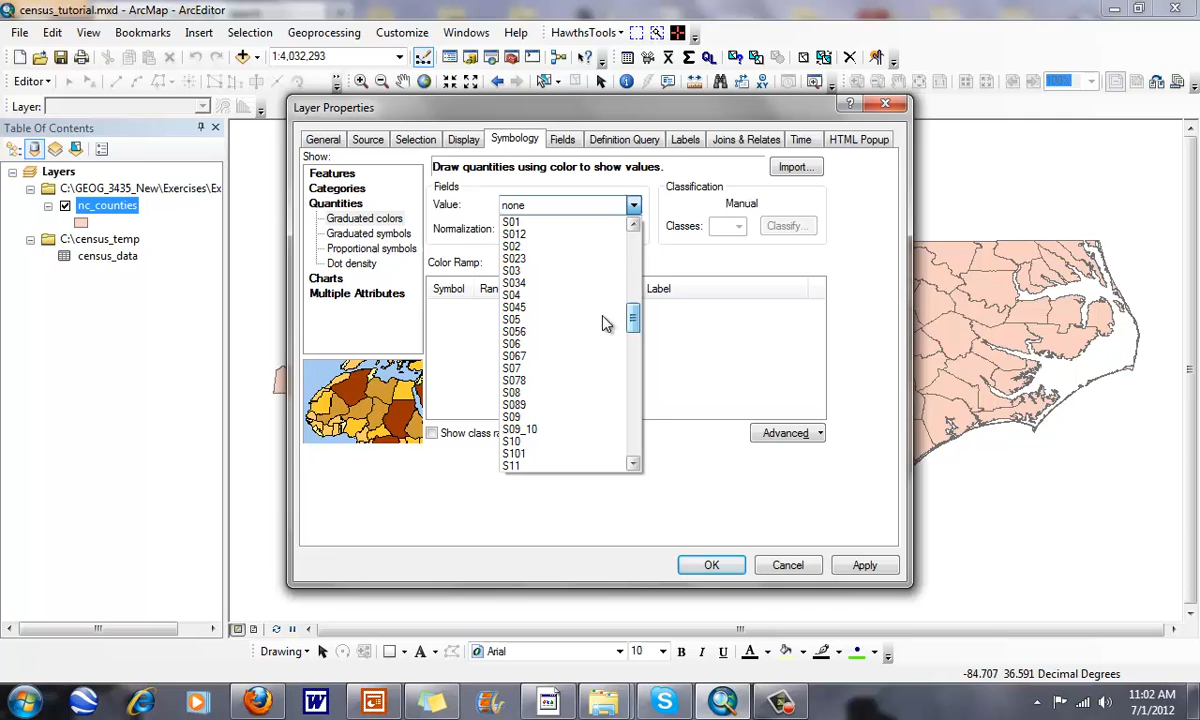 census_tutorial.mxd - ArcMap - ArcEditor
File Edit View Bookmarks Insert Selection Geoprocessing Customize Windows Help HawthsTools
1:4,032,293
Editor
Layer:
Table Of Contents
Layers
C:\GEOG_3435_New\Exercises\Ex
nc_counties
C:\census_temp
census_data
Layer Properties
General Source Selection Display Symbology Fields Definition Query Labels Joins & Relates Time HTML Popup
Show:
Features
Categories
Quantities
Graduated colors
Graduated symbols
Proportional symbols
Dot density
Charts
Multiple Attributes
Draw quantities using color to show values.
Import...
Fields
Value: none
Normalization:
Classification
Manual
Classes:
Classify...
Color Ramp:
Symbol Ran Label
S01
S012
S02
S023
S03
S034
S04
S045
S05
S056
S06
S067
S07
S078
S08
S089
S09
S09_10
S10
S101
S11
Show class ra
Advanced
OK Cancel Apply
Drawing A Arial 10 B I U A
-84.707 36.591 Decimal Degrees
11:02 AM
7/1/2012